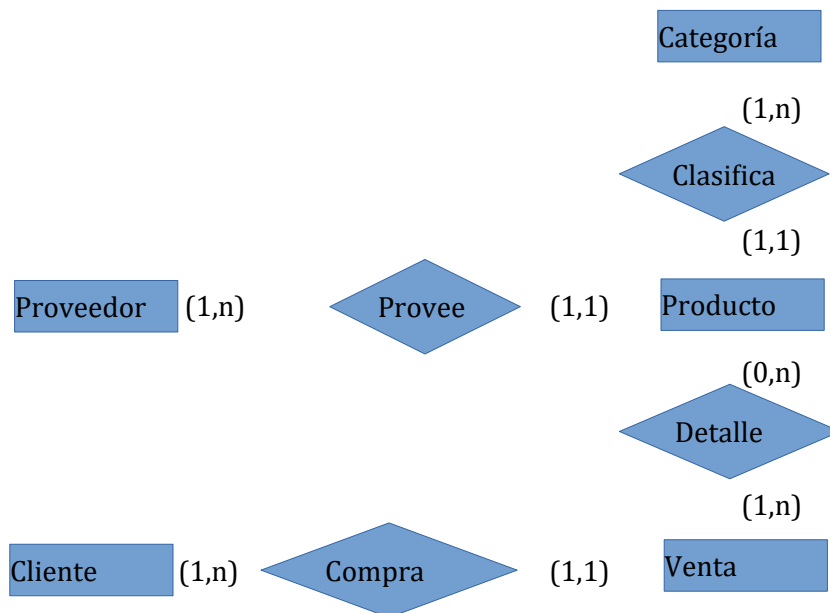 Categoría
(1,n)
Clasifica
(1,1)
Proveedor (1,n) Provee (1,1) Producto
(0,n)
Detalle
(1,n)
Cliente (1,n) Compra (1,1) Venta